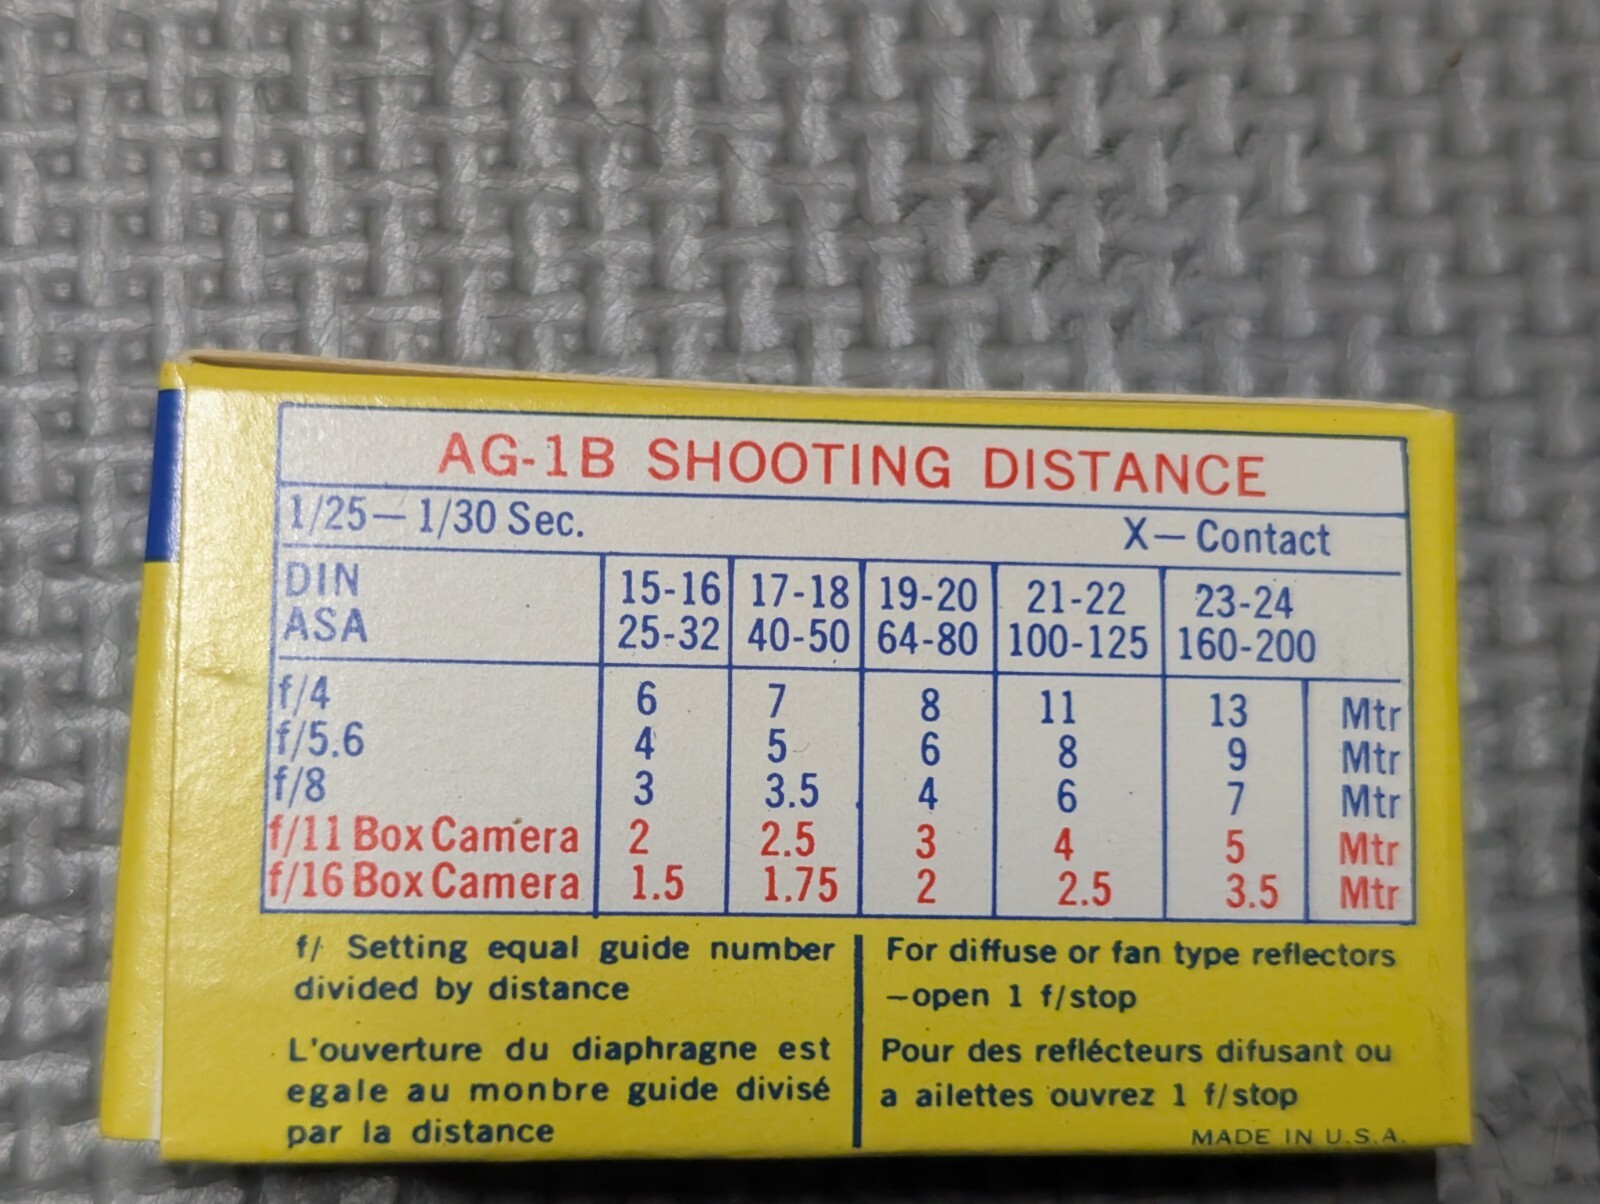 AG-1B SHOOTING DISTANCE
1/25— 1/30 Sec. X— Contact
DIN 15-16 17-18 19-20 21-22 23-24
ASA 25-32 40-50 64-80 100-125 160-200
f/4 6 7 8 11 13 Mtr
f/5.6 4 5 6 8 9 Mtr
f/8 3 3.5 4 6 7 Mtr
f/11 Box Camera 2 2.5 3 4 5 Mtr
f/16 Box Camera 1.5 1.75 2 2.5 3.5 Mtr
f/ Setting equal guide number
divided by distance
L'ouverture du diaphragne est
egale au monbre guide divisé
par la distance
For diffuse or fan type reflectors
—open 1 f/stop
Pour des reflécteurs difusant ou
a ailettes ouvrez 1 f/stop
MADE IN U.S.A.